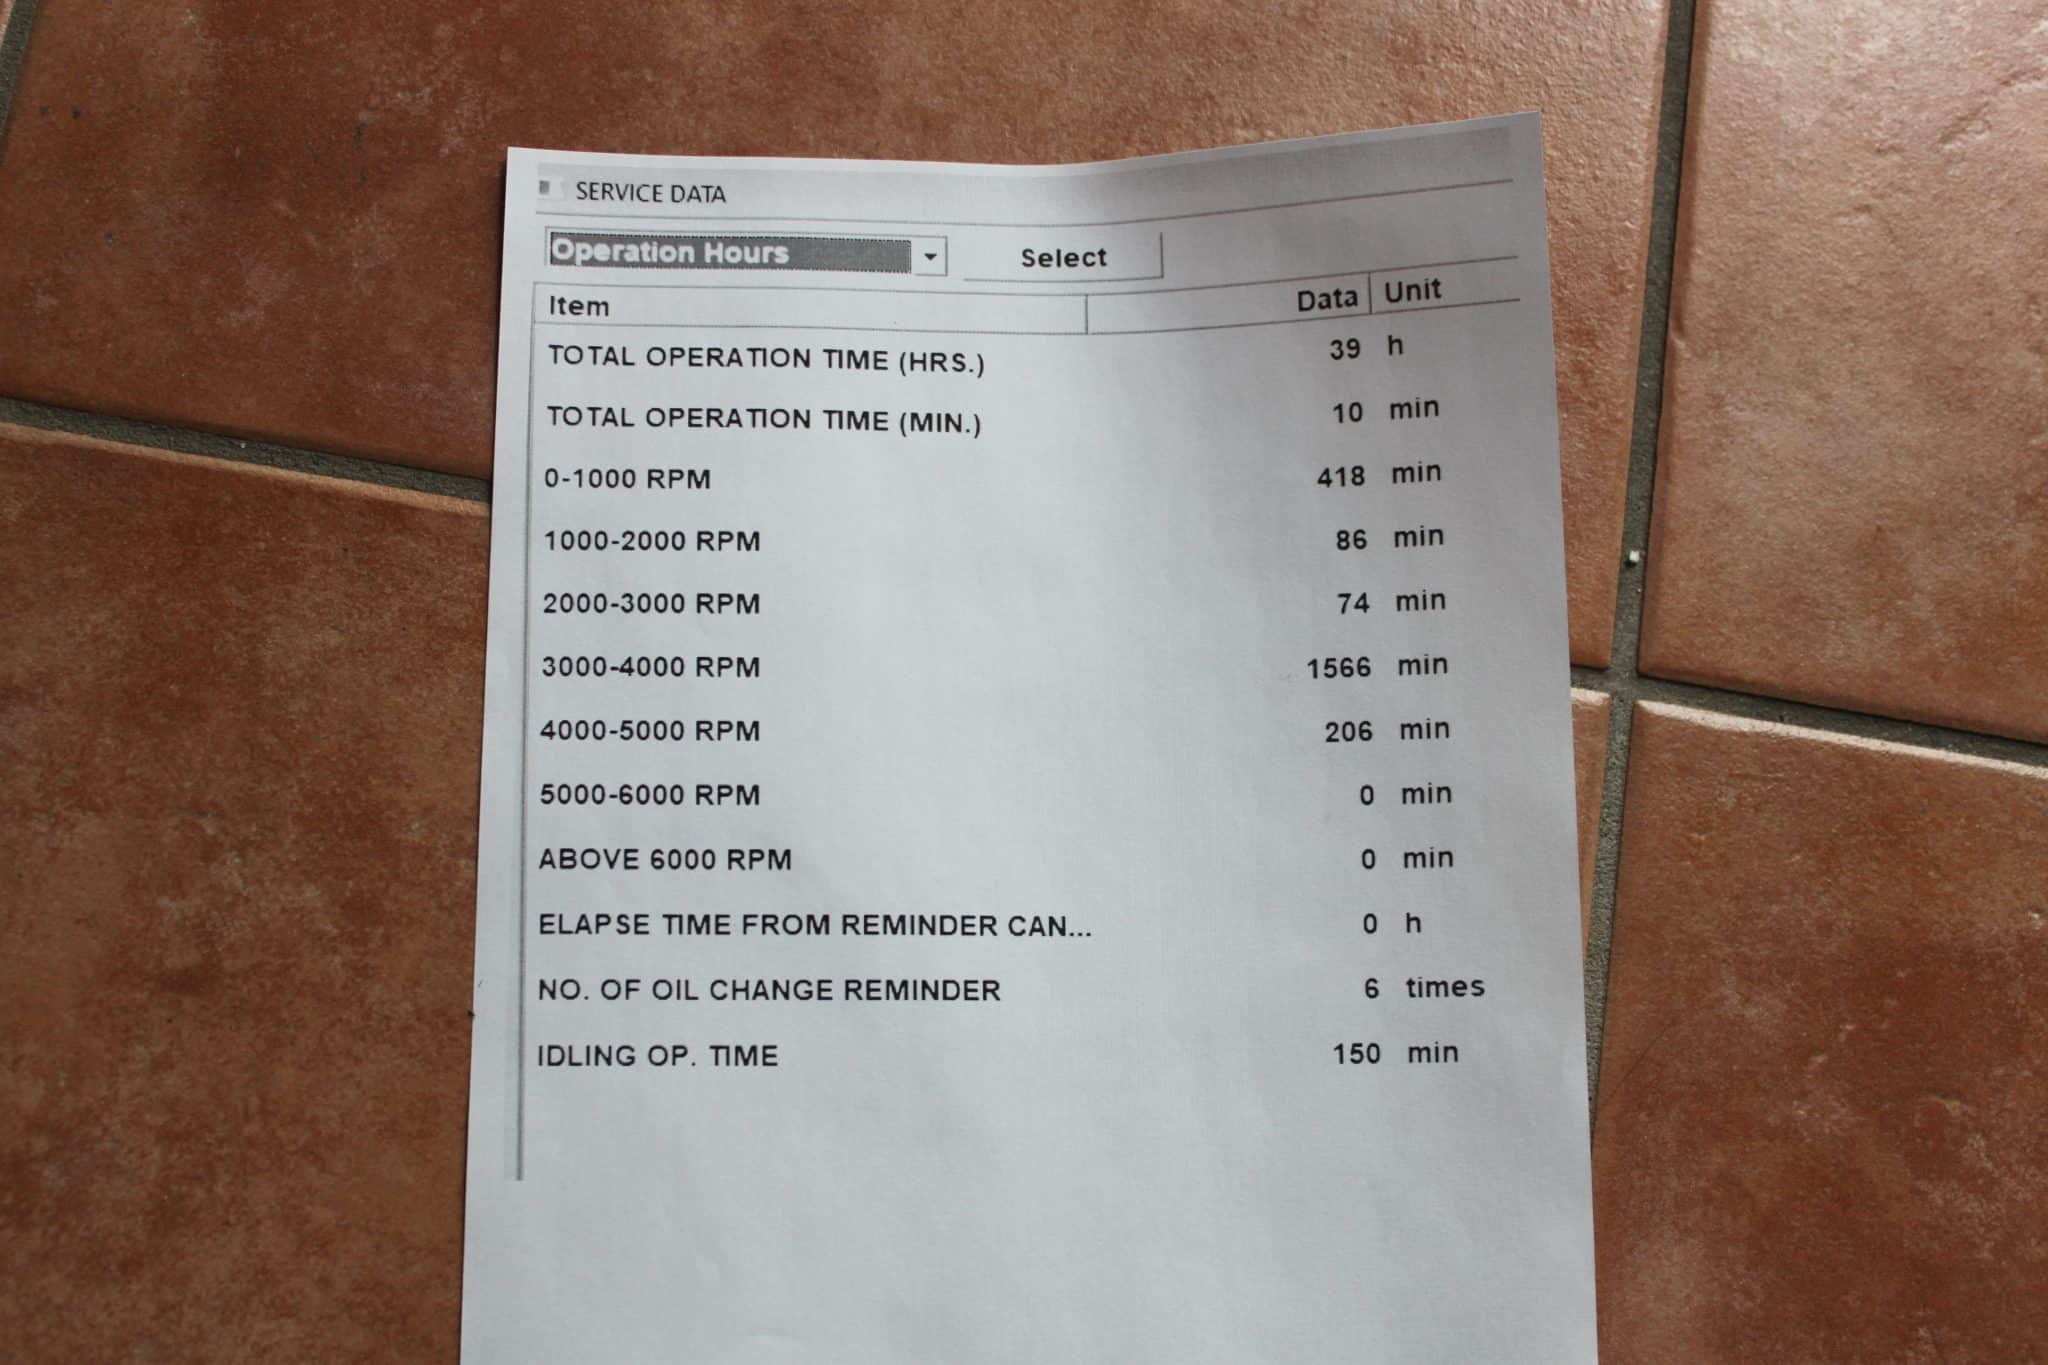 SERVICE DATA
Operation Hours Select
Item Data Unit
TOTAL OPERATION TIME (HRS.) 39 h
TOTAL OPERATION TIME (MIN.) 10 min
0-1000 RPM 418 min
1000-2000 RPM 86 min
2000-3000 RPM 74 min
3000-4000 RPM 1566 min
4000-5000 RPM 206 min
5000-6000 RPM 0 min
ABOVE 6000 RPM 0 min
ELAPSE TIME FROM REMINDER CAN... 0 h
NO. OF OIL CHANGE REMINDER 6 times
IDLING OP. TIME 150 min